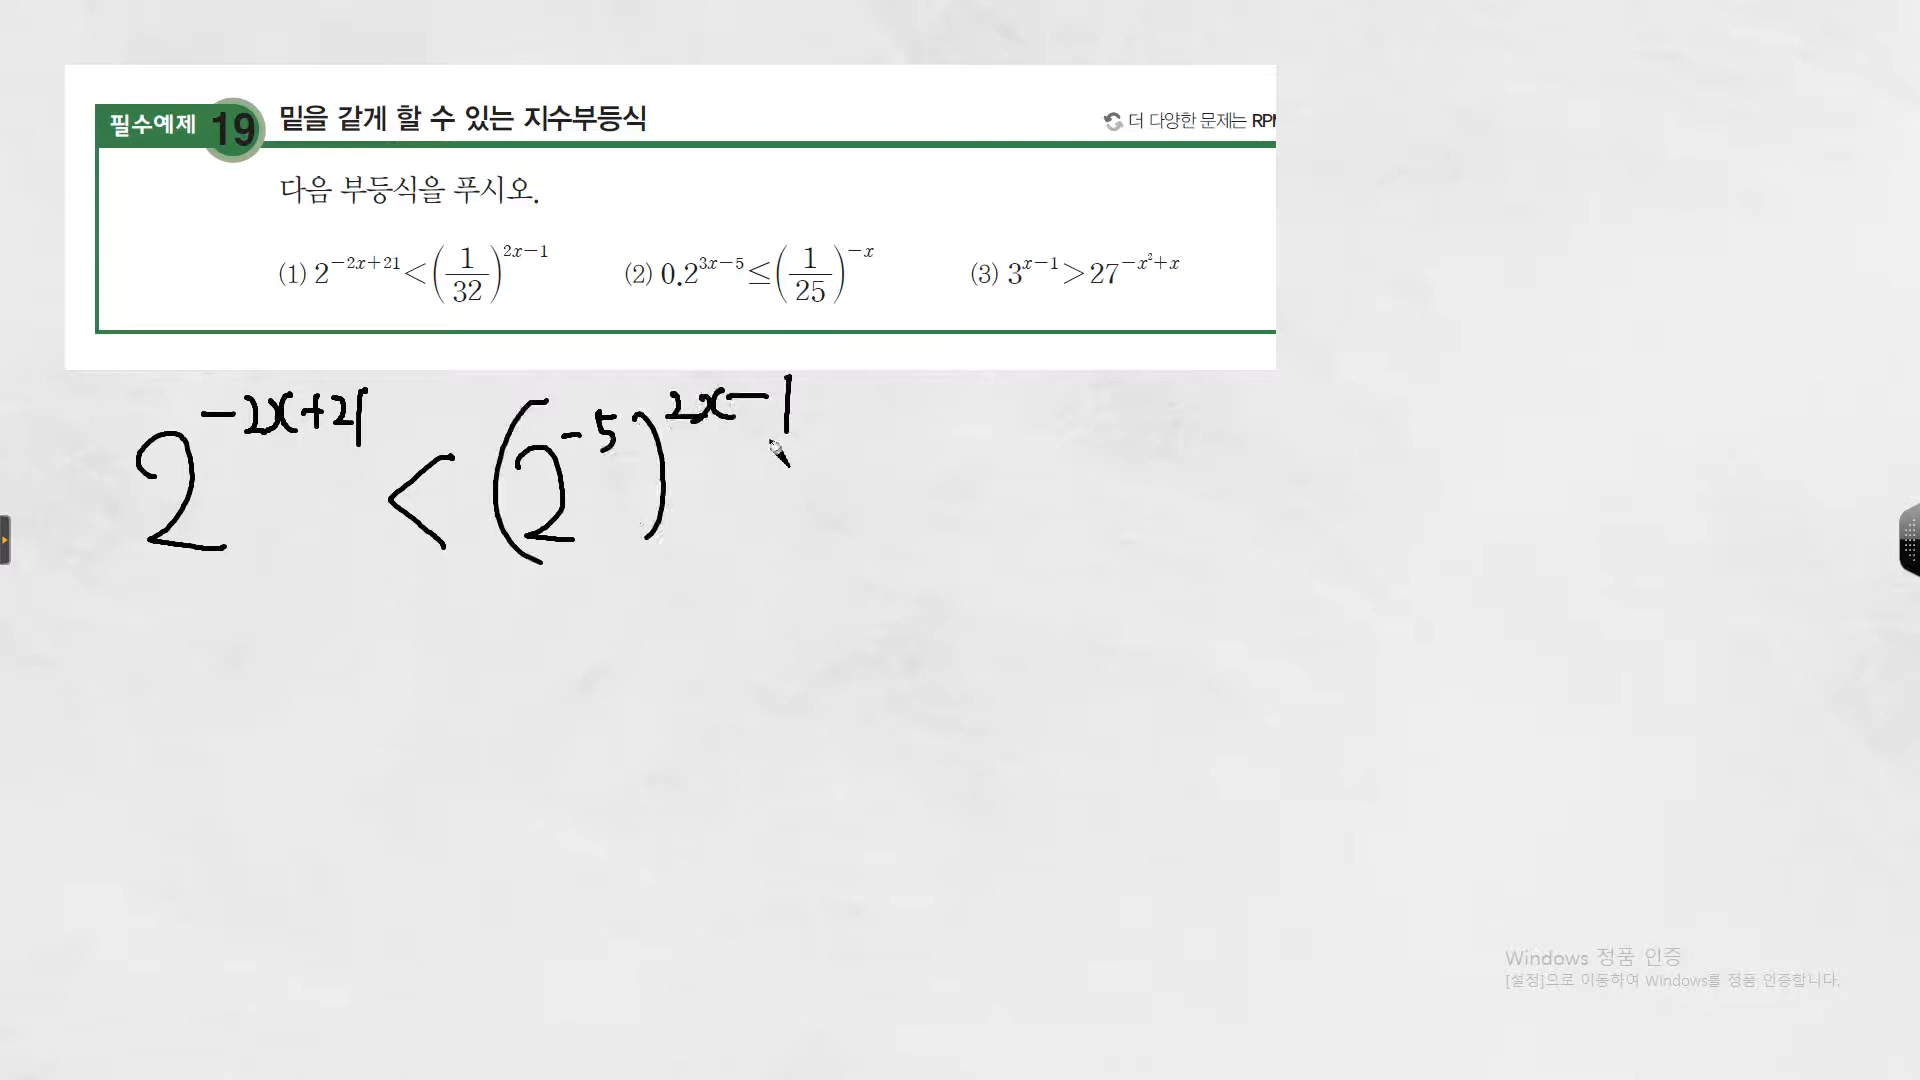 필수예제 19 밑을 같게 할 수 있는 지수부등식 더 다양한 문제는 RPM
다음 부등식을 푸시오.
(1) 2^{-2x+21} < (1/32)^{2x-1} (2) 0.2^{3x-5} ≤ (1/25)^{-x} (3) 3^{x-1} > 27^{-x^2+x}
2^{-2x+21} < (2^{-5})^{2x-1}
Windows 정품 인증
[설정]으로 이동하여 Windows를 정품 인증합니다.